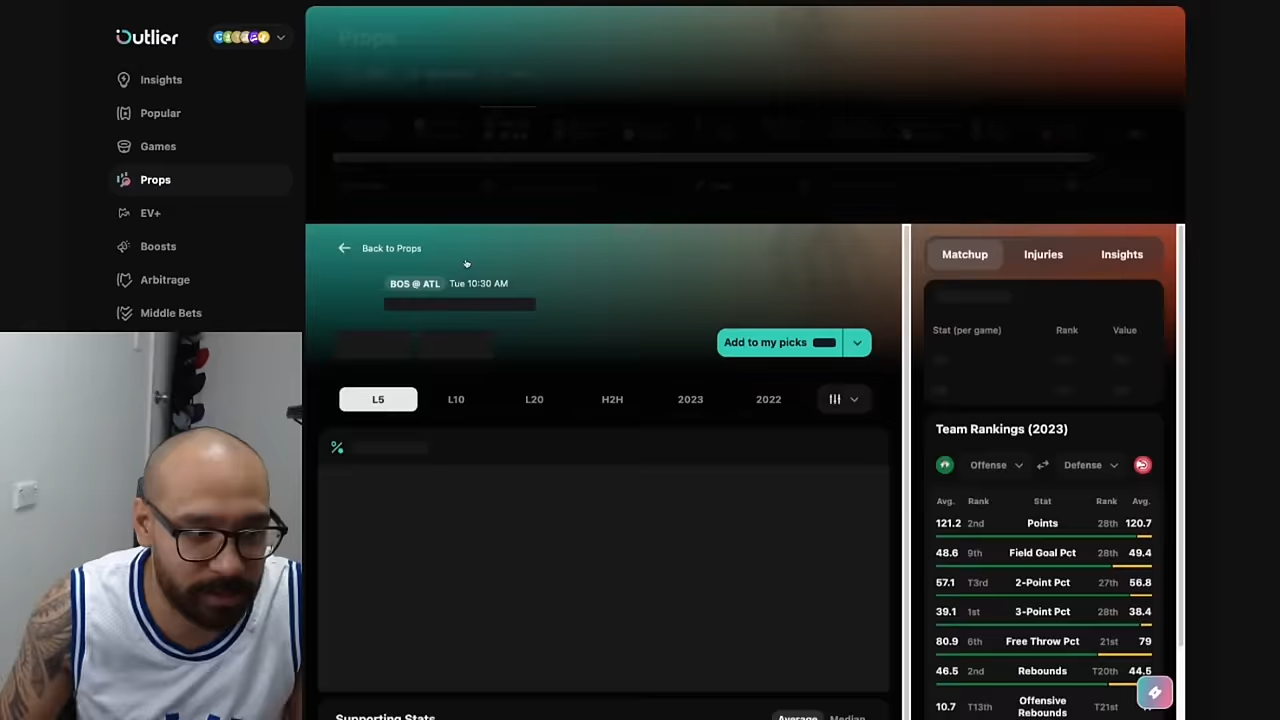 Outlier
Insights
Popular
Games
Props
EV+
Boosts
Arbitrage
Middle Bets
Props
Back to Props
BOS @ ATL Tue 10:30 AM
Add to my picks
L5 L10 L20 H2H 2023 2022
%
Supporting Stats Average Median
Matchup Injuries Insights
Stat (per game) Rank Value
Team Rankings (2023)
Offense Defense
Avg. Rank Stat Rank Avg.
121.2 2nd Points 28th 120.7
48.6 9th Field Goal Pct 28th 49.4
57.1 T3rd 2-Point Pct 27th 56.8
39.1 1st 3-Point Pct 28th 38.4
80.9 6th Free Throw Pct 21st 79
46.5 2nd Rebounds T20th 44.5
10.7 T13th Offensive Rebounds T21st